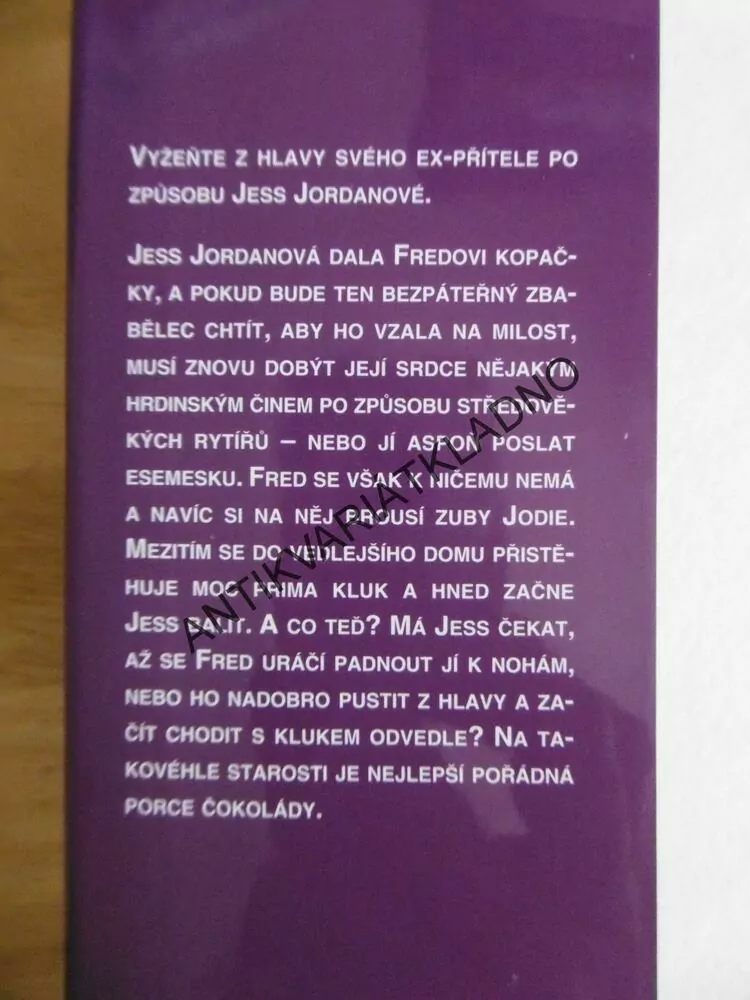 VYŽEŇTE Z HLAVY SVÉHO EX-PŘÍTELE PO
ZPŮSOBU JESS JORDANOVÉ.
JESS JORDANOVÁ DALA FREDOVI KOPAČ-
KY, A POKUD BUDE TEN BEZPÁTEŘNÝ ZBA-
BĚLEC CHTÍT, ABY HO VZALA NA MILOST,
MUSÍ ZNOVU DOBÝT JEJÍ SRDCE NĚJAKÝM
HRDINSKÝM ČINEM PO ZPŮSOBU STŘEDOVĚ-
KÝCH RYTÍŘŮ – NEBO JÍ ASPOŇ POSLAT
ESEMESKU. FRED SE VŠAK K NIČEMU NEMÁ
A NAVÍC SI NA NĚJ BROUSÍ ZUBY JODIE.
MEZITÍM SE DO VEDLEJŠÍHO DOMU PŘISTĚ-
HUJE MOC PRIMA KLUK A HNED ZAČNE
JESS BALIT. A CO TEĎ? MÁ JESS ČEKAT,
AŽ SE FRED URÁČÍ PADNOUT JÍ K NOHÁM,
NEBO HO NADOBRO PUSTIT Z HLAVY A ZA-
ČÍT CHODIT S KLUKEM ODVEDLE? NA TA-
KOVÉHLE STAROSTI JE NEJLEPŠÍ POŘÁDNÁ
PORCE ČOKOLÁDY.
ANTIKVARIATKLADNO